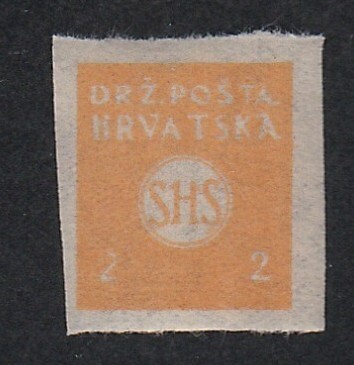 DRŽ. POŠTA
HRVATSKA
SHS
2 2